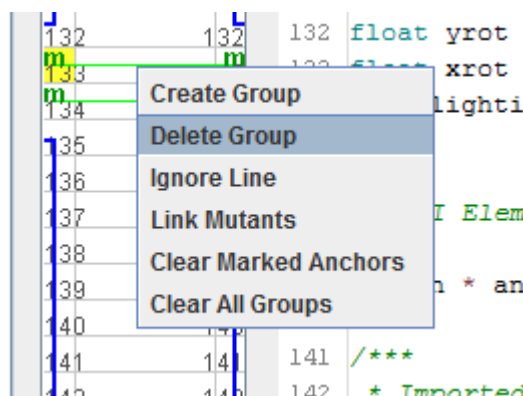 132 132 132 float yrot
m m
133 xrot
m
134 lighti
135
136
137 I Elem
138
139 n * an
140
141 141 141 /***
142 * Imported
Create Group
Delete Group
Ignore Line
Link Mutants
Clear Marked Anchors
Clear All Groups